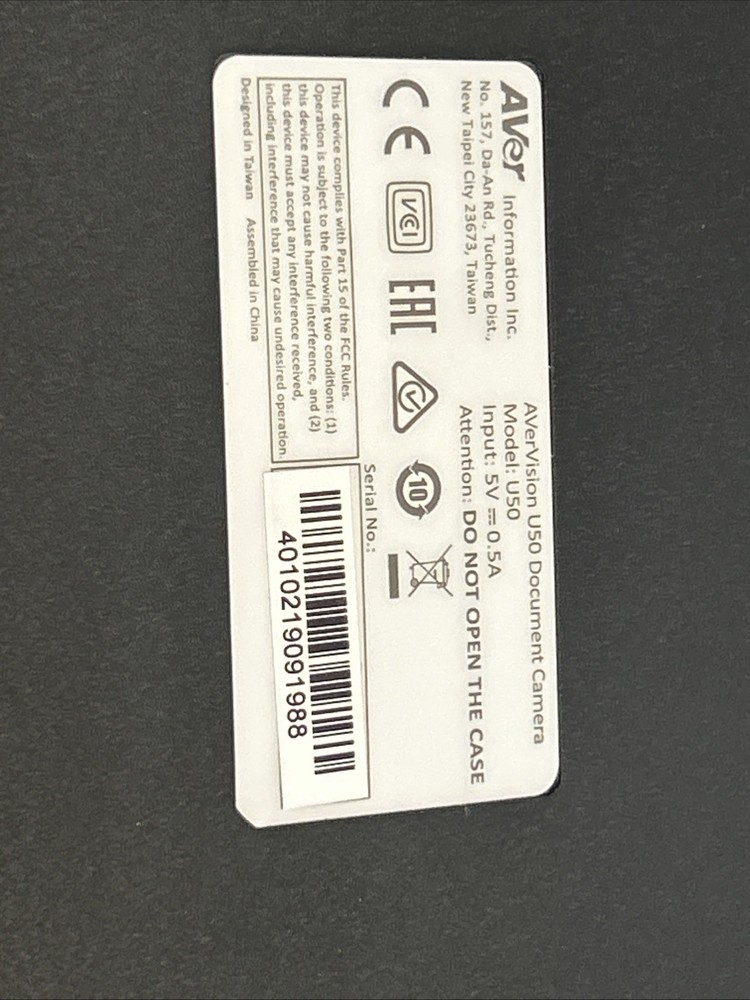 AVer Information Inc.
No. 157, Da-An Rd., Tucheng Dist.,
New Taipei City 23673, Taiwan
AVerVision U50 Document Camera
Model: U50
Input: 5V ⎓ 0.5A
Attention: DO NOT OPEN THE CASE
CE
VCI
EAC
10
This device complies with Part 15 of the FCC Rules.
Operation is subject to the following two conditions: (1)
this device may not cause harmful interference, and (2)
this device must accept any interference received,
including interference that may cause undesired operation.
Designed in Taiwan Assembled in China
Serial No.:
4010219091988